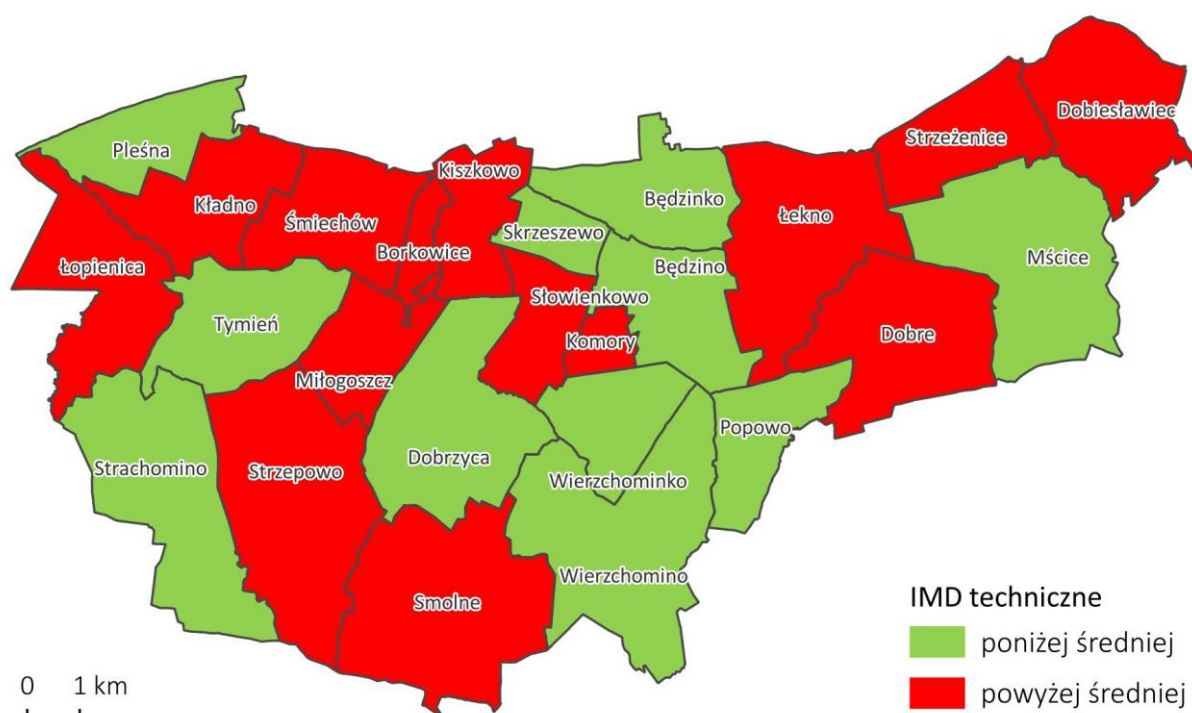 Dobiesławiec
Strzeżenice
Pleśna
Kiszkowo
Będzinko
Kładno
Łekno
Śmiechów
Skrzeszewo
Borkowice
Mścice
Łopienica
Będzino
Słowienkowo
Tymień
Komory
Dobre
Miłogoszcz
Popowo
Strachomino
Strzepowo
Dobrzyca
Wierzchominko
Wierzchomino
Smolne
IMD techniczne
poniżej średniej
powyżej średniej
0 1 km